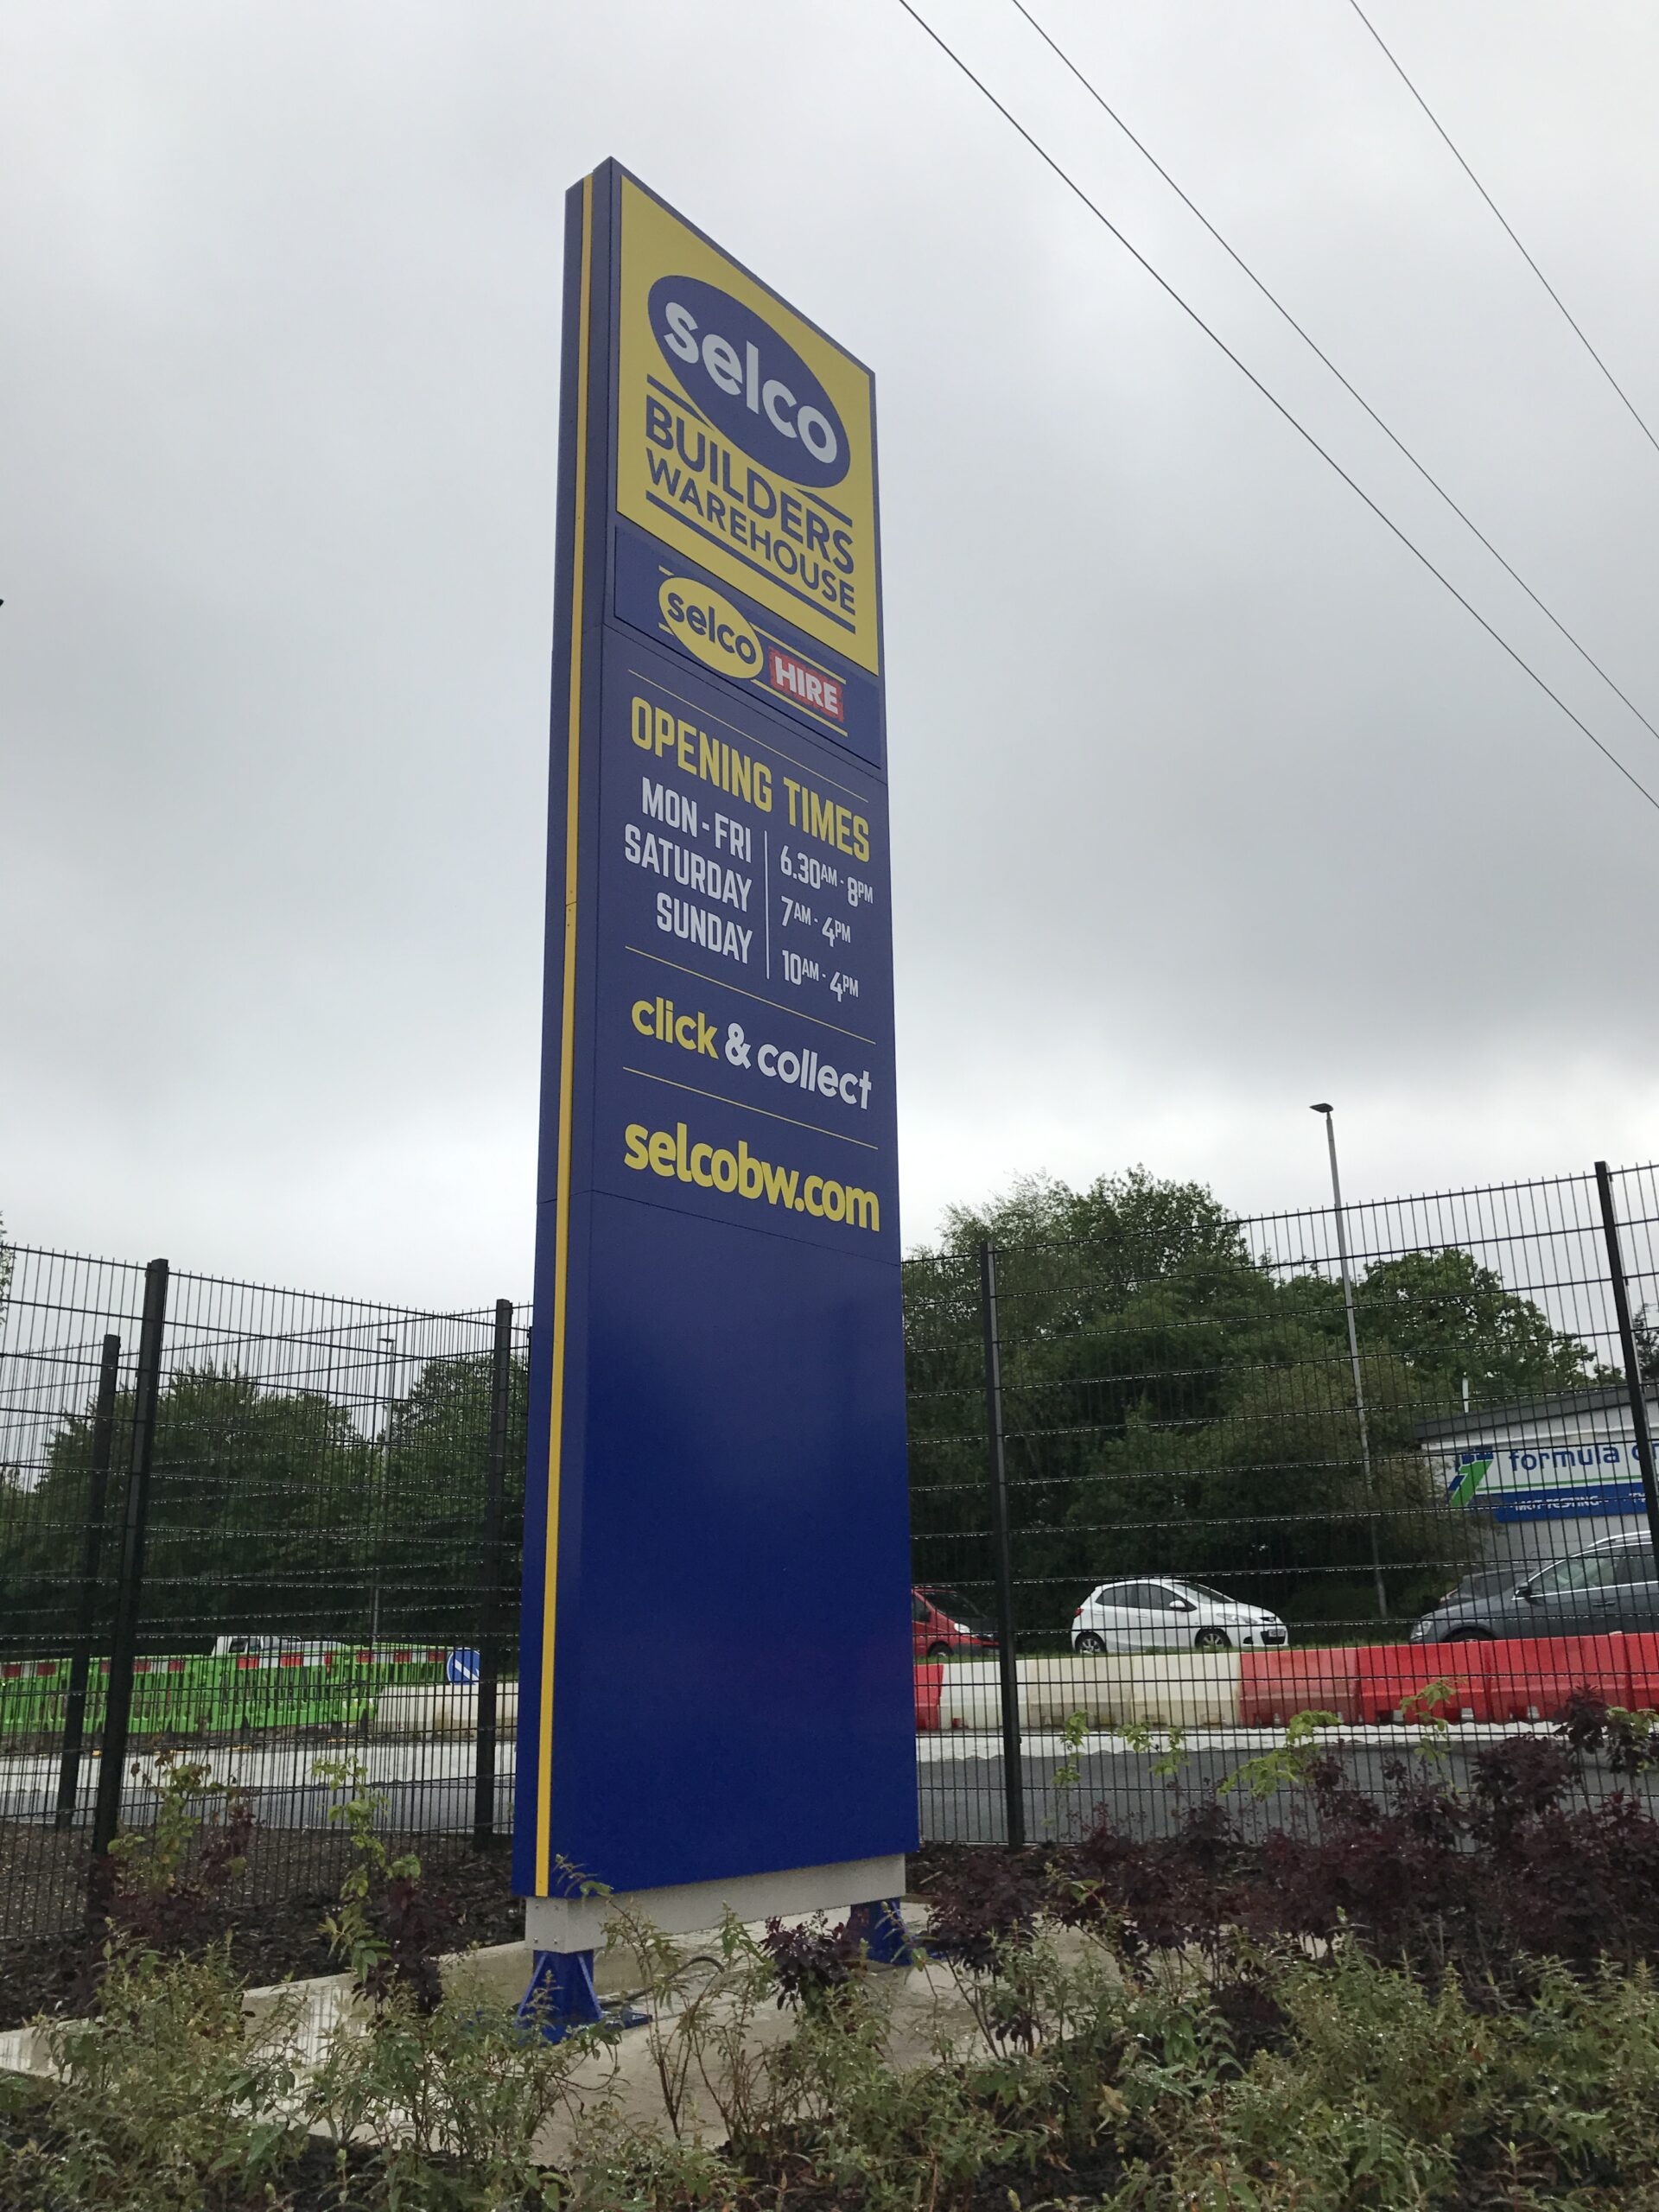 selco
BUILDERS
WAREHOUSE
selco HIRE
OPENING TIMES
MON - FRI 6.30AM - 8PM
SATURDAY 7AM - 4PM
SUNDAY 10AM - 4PM
click & collect
selcobw.com
formula